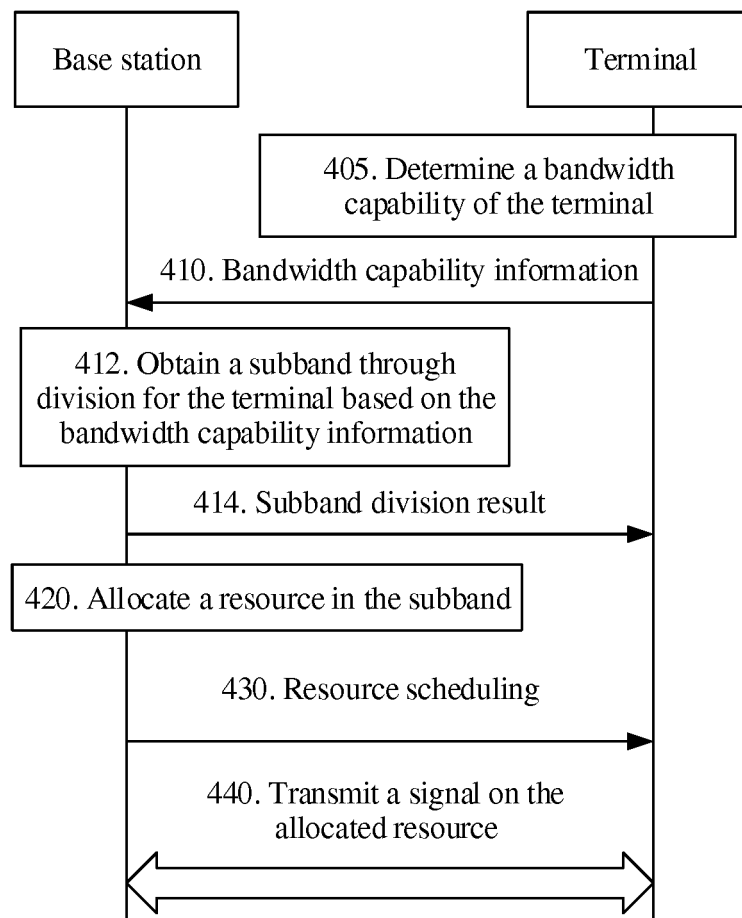 Base station
Terminal
405. Determine a bandwidth
capability of the terminal
410. Bandwidth capability information
412. Obtain a subband through
division for the terminal based on the
bandwidth capability information
414. Subband division result
420. Allocate a resource in the subband
430. Resource scheduling
440. Transmit a signal on the
allocated resource